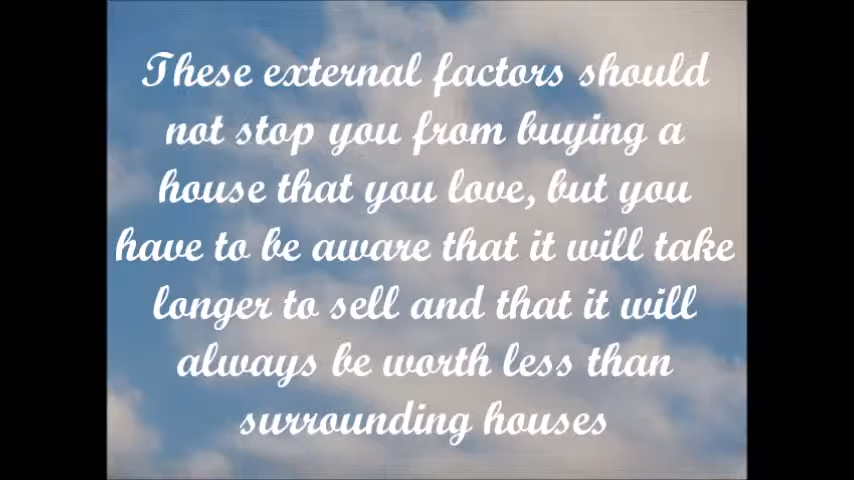 These external factors should
not stop you from buying a
house that you love, but you
have to be aware that it will take
longer to sell and that it will
always be worth less than
surrounding houses